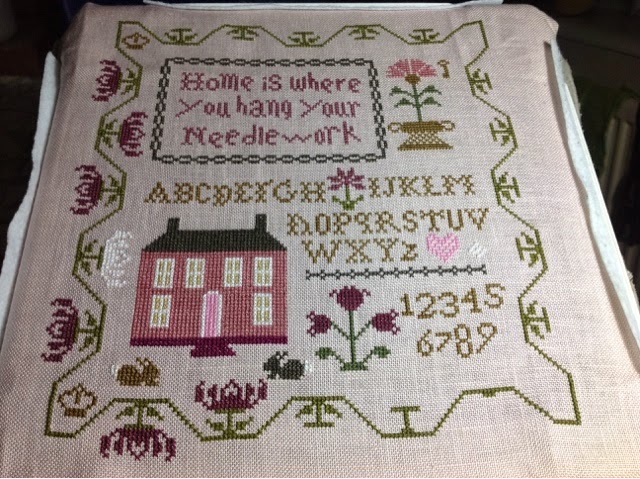 Home is where
You hang Your
Needlework
ABCDEFGH IJKLM
NOPQRSTUV
WXYZ
12345
6789